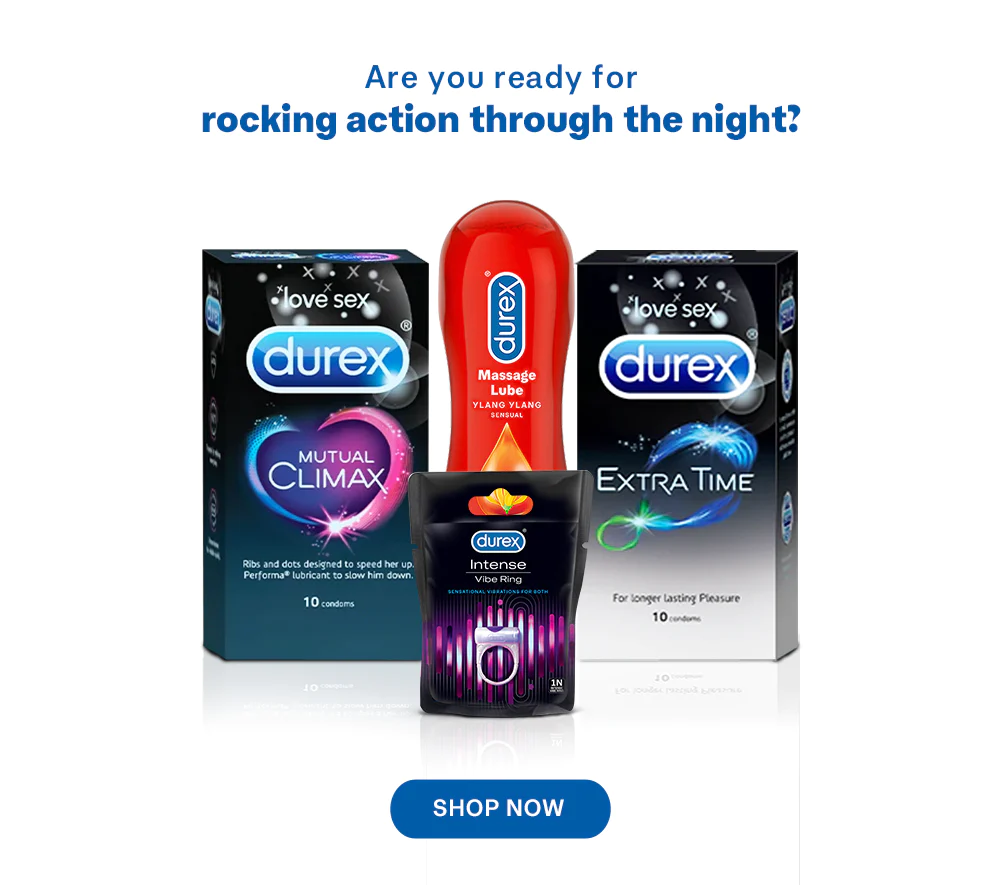 Are you ready for
rocking action through the night?
love sex
durex®
MUTUAL
CLIMAX
Ribs and dots designed to speed her up.
Performa® lubricant to slow him down.
10 condoms
durex®
Massage
Lube
YLANG YLANG
SENSUAL
durex®
Intense
Vibe Ring
SENSATIONAL VIBRATIONS FOR BOTH
1N
love sex
durex®
EXTRA TIME
For longer lasting Pleasure
10 condoms
SHOP NOW